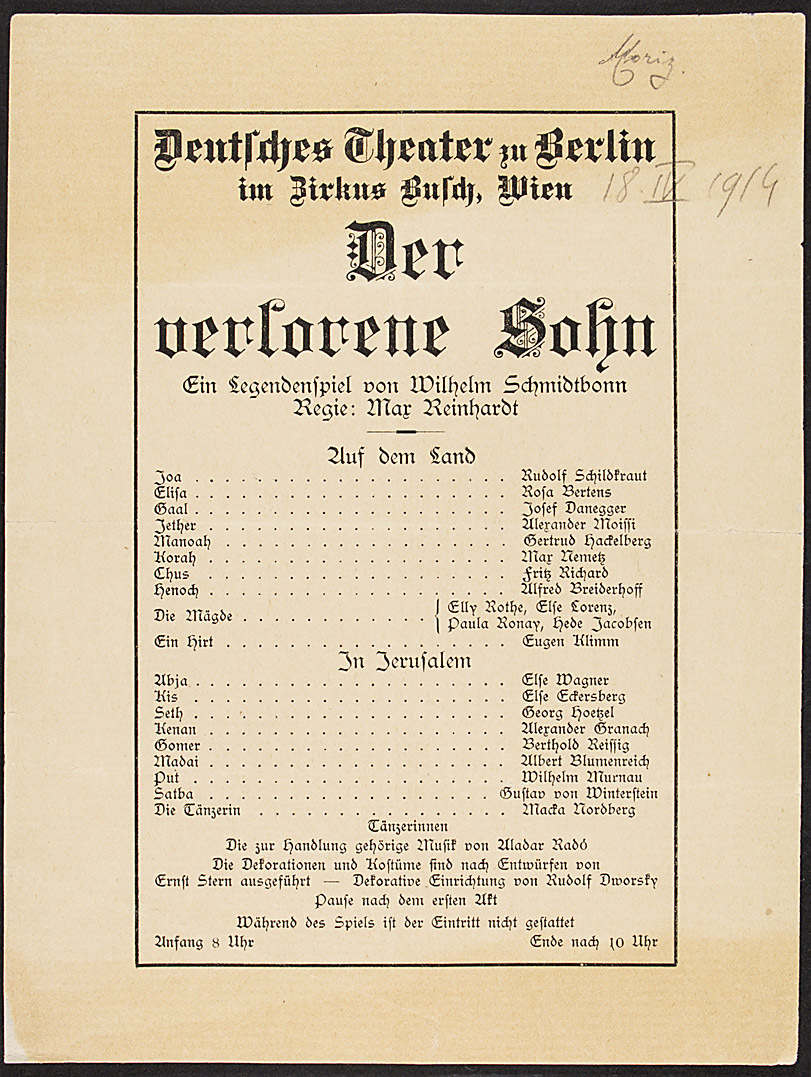 Moriz.
Deutsches Theater zu Berlin
im Zirkus Busch, Wien
18. IV 1914
Der
verlorene Sohn
Ein Legendenspiel von Wilhelm Schmidtbonn
Regie: Max Reinhardt
Auf dem Land
Joa . . . . . . . . . . . . . . . . . . . . Rudolf Schildkraut
Elisa . . . . . . . . . . . . . . . . . . . . Rosa Bertens
Gaal . . . . . . . . . . . . . . . . . . . . Josef Danegger
Jether . . . . . . . . . . . . . . . . . . . Alexander Moissi
Manoah . . . . . . . . . . . . . . . . . . Gertrud Hackelberg
Korah . . . . . . . . . . . . . . . . . . . Max Nemetz
Chus . . . . . . . . . . . . . . . . . . . . Fritz Richard
Henoch . . . . . . . . . . . . . . . . . . . Alfred Breiderhoff
Die Mägde . . . . . . . . . . . . { Elly Rothe, Else Lorenz,
Paula Ronay, Hede Jacobsen
Ein Hirt . . . . . . . . . . . . . . . . . . Eugen Klimm
In Jerusalem
Abja . . . . . . . . . . . . . . . . . . . . Else Wagner
Kis . . . . . . . . . . . . . . . . . . . . Else Eckersberg
Seth . . . . . . . . . . . . . . . . . . . . Georg Hoetzel
Kenan . . . . . . . . . . . . . . . . . . . Alexander Granach
Gomer . . . . . . . . . . . . . . . . . . . Berthold Reissig
Madai . . . . . . . . . . . . . . . . . . . Albert Blumenreich
Put . . . . . . . . . . . . . . . . . . . . Wilhelm Murnau
Satba . . . . . . . . . . . . . . . . . . Gustav von Winterstein
Die Tänzerin . . . . . . . . . . . . . . . . Macka Nordberg
Tänzerinnen
Die zur Handlung gehörige Musik von Aladar Radó
Die Dekorationen und Kostüme sind nach Entwürfen von
Ernst Stern ausgeführt — Dekorative Einrichtung von Rudolf Dworsky
Pause nach dem ersten Akt
Während des Spiels ist der Eintritt nicht gestattet
Anfang 8 Uhr Ende nach 10 Uhr